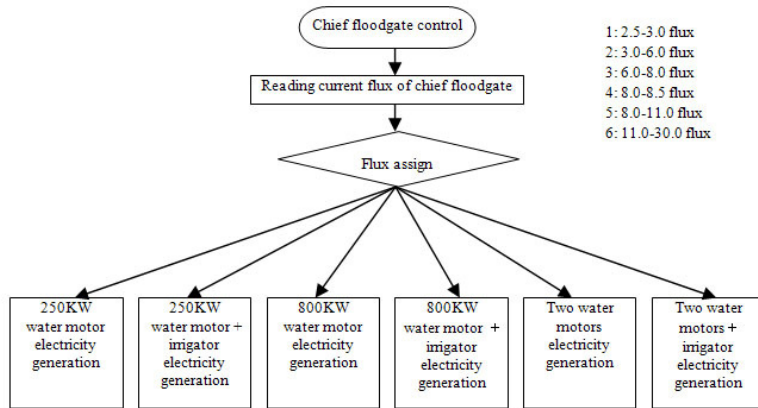 Chief floodgate control
Reading current flux of chief floodgate
Flux assign
1: 2.5-3.0 flux
2: 3.0-6.0 flux
3: 6.0-8.0 flux
4: 8.0-8.5 flux
5: 8.0-11.0 flux
6: 11.0-30.0 flux
250KW
water motor
electricity
generation
250KW
water motor +
irrigator
electricity
generation
800KW
water motor
electricity
generation
800KW
water motor +
irrigator
electricity
generation
Two water
motors
electricity
generation
Two water
motors +
irrigator
electricity
generation